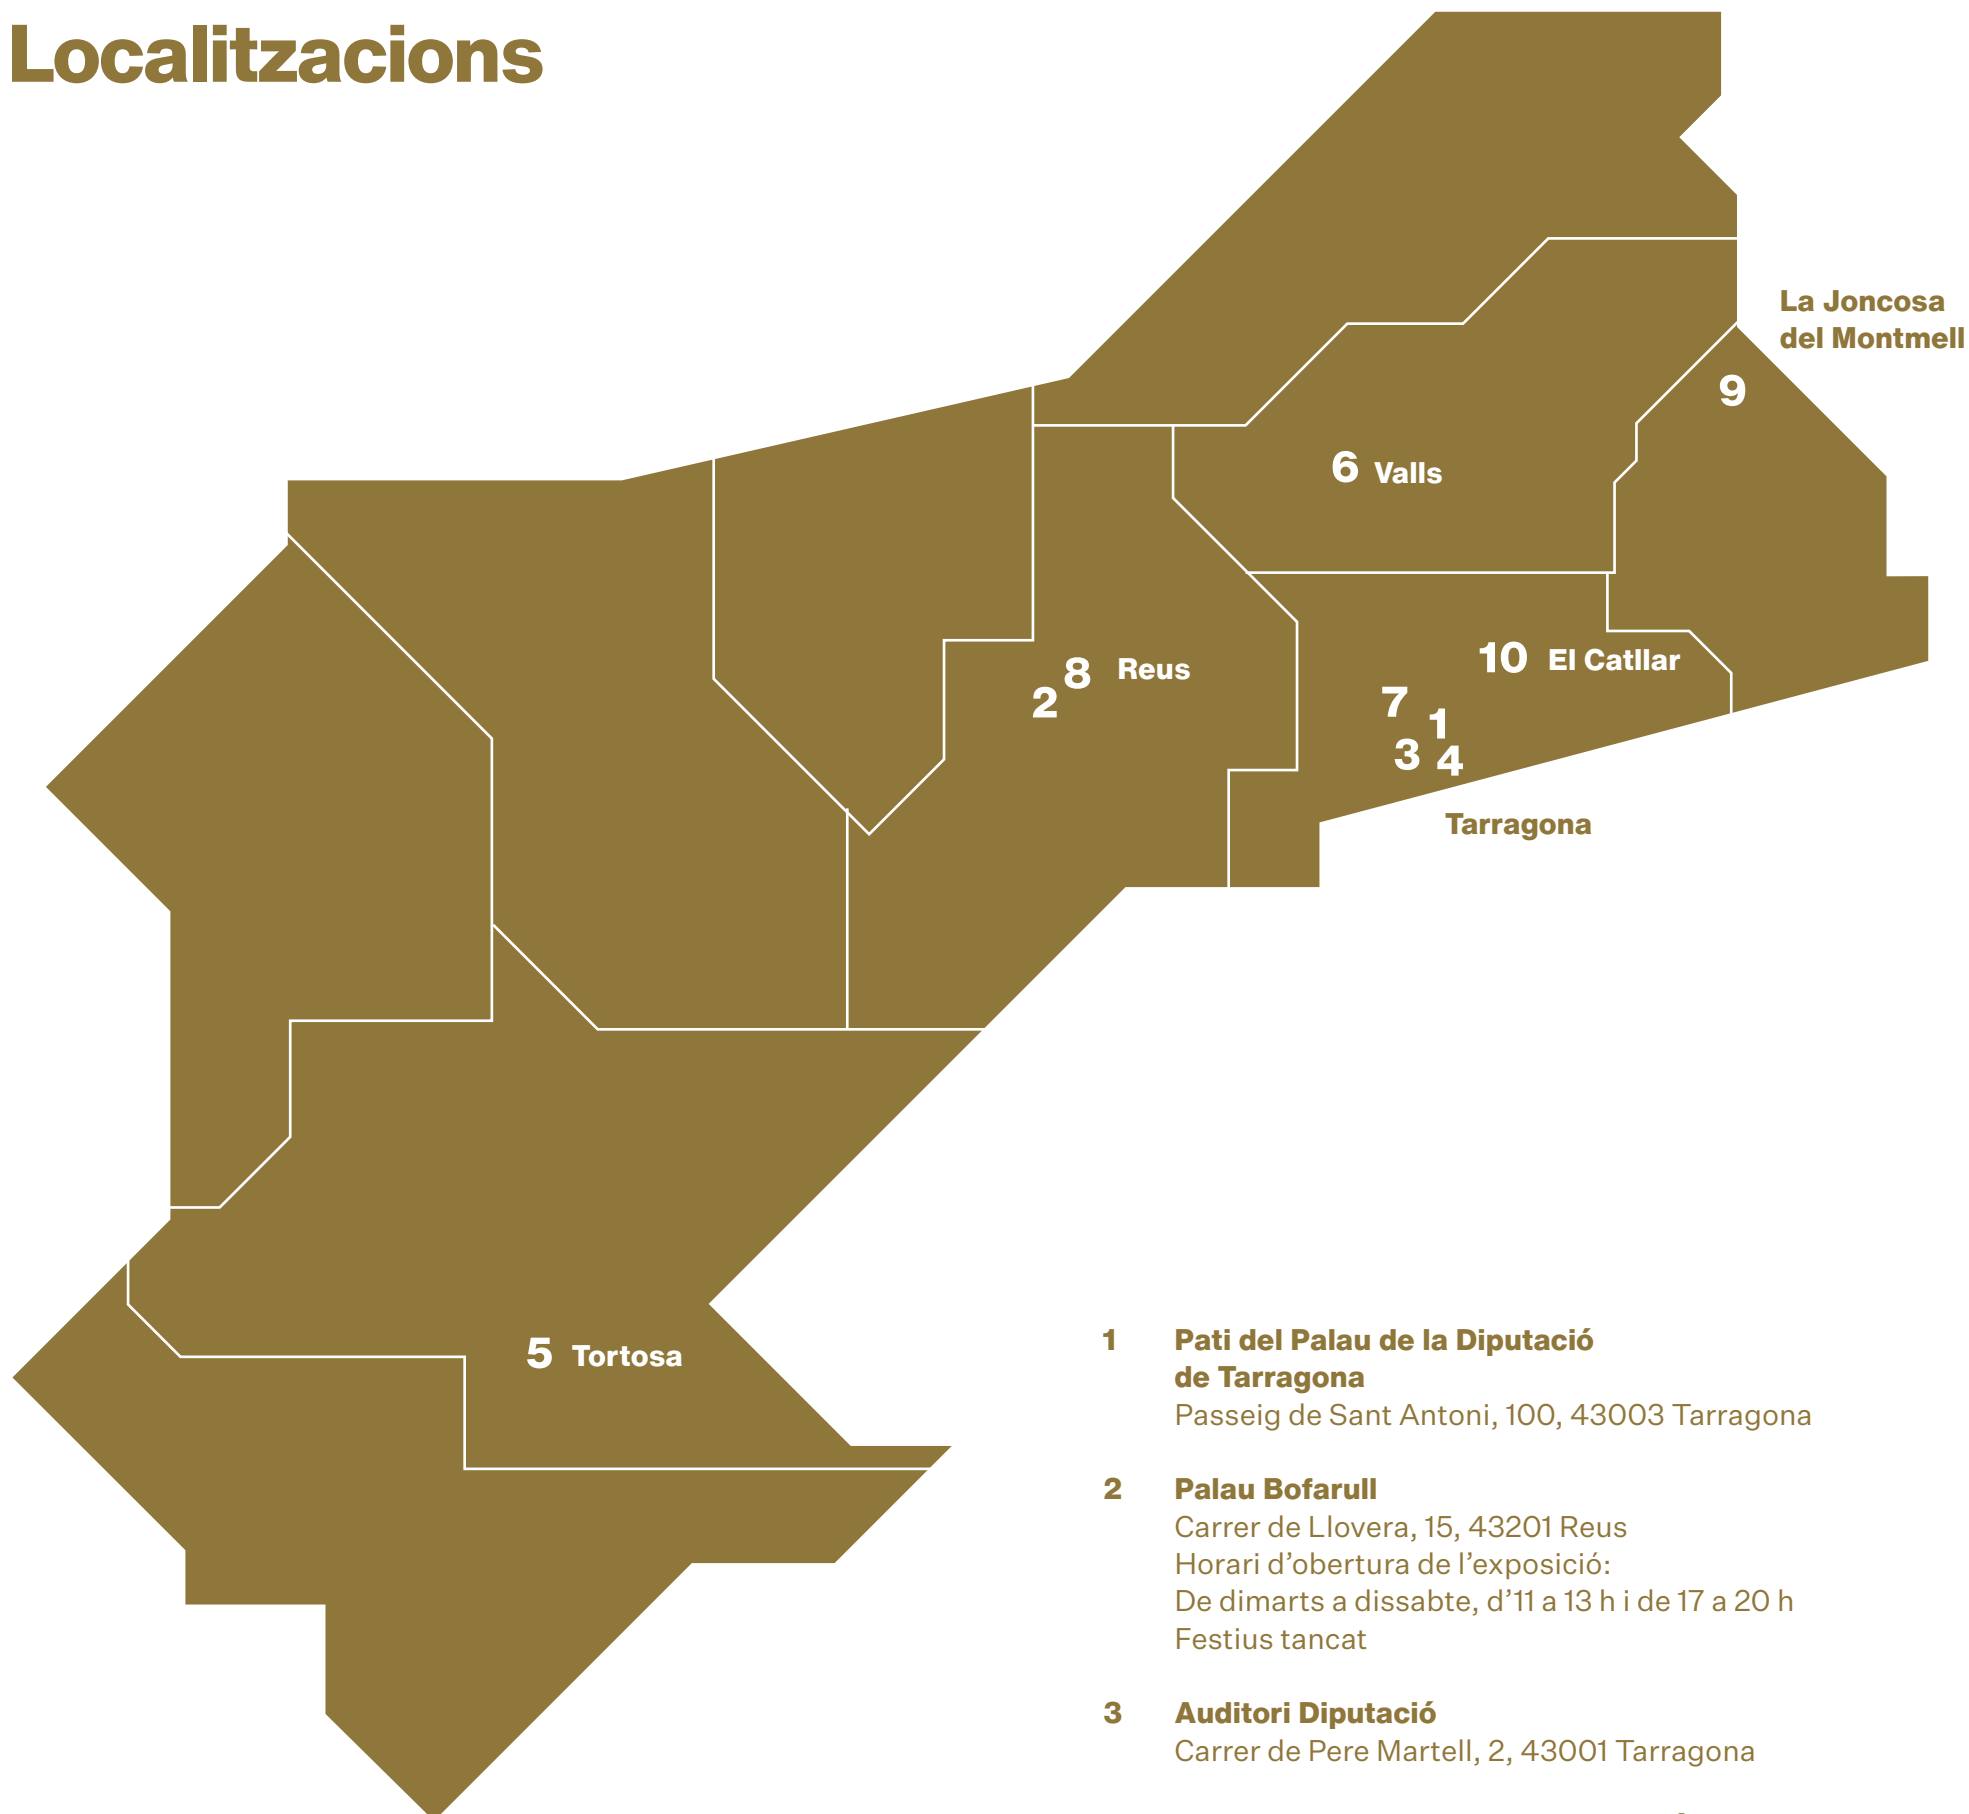 Localitzacions
La Joncosa
del Montmell
9
6 Valls
10 El Catllar
8 Reus
2
7
1
3
4
Tarragona
5 Tortosa
1 Pati del Palau de la Diputació
de Tarragona
Passeig de Sant Antoni, 100, 43003 Tarragona
2 Palau Bofarull
Carrer de Llovera, 15, 43201 Reus
Horari d’obertura de l’exposició:
De dimarts a dissabte, d’11 a 13 h i de 17 a 20 h
Festius tancat
3 Auditori Diputació
Carrer de Pere Martell, 2, 43001 Tarragona